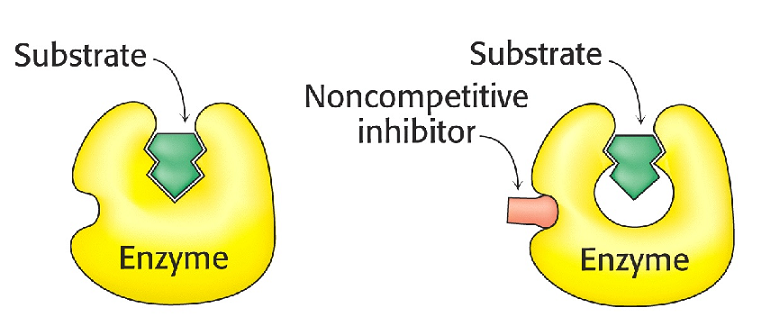 Substrate
Enzyme
Substrate
Noncompetitive
inhibitor
Enzyme